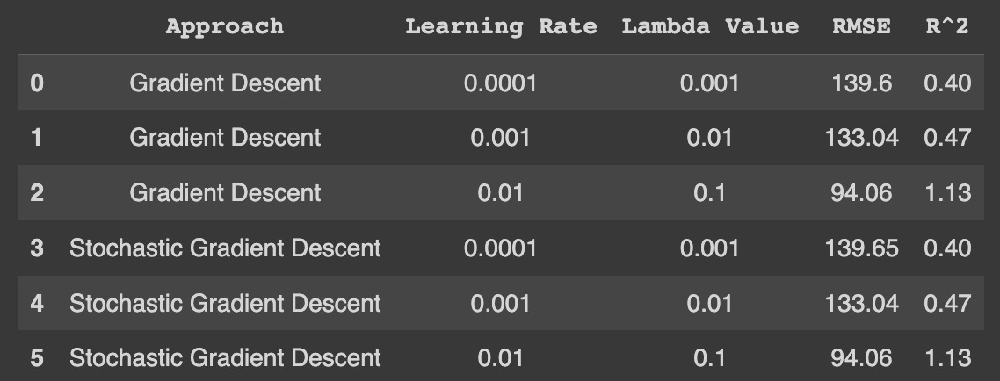 Approach Learning Rate Lambda Value RMSE R^2
0 Gradient Descent 0.0001 0.001 139.6 0.40
1 Gradient Descent 0.001 0.01 133.04 0.47
2 Gradient Descent 0.01 0.1 94.06 1.13
3 Stochastic Gradient Descent 0.0001 0.001 139.65 0.40
4 Stochastic Gradient Descent 0.001 0.01 133.04 0.47
5 Stochastic Gradient Descent 0.01 0.1 94.06 1.13